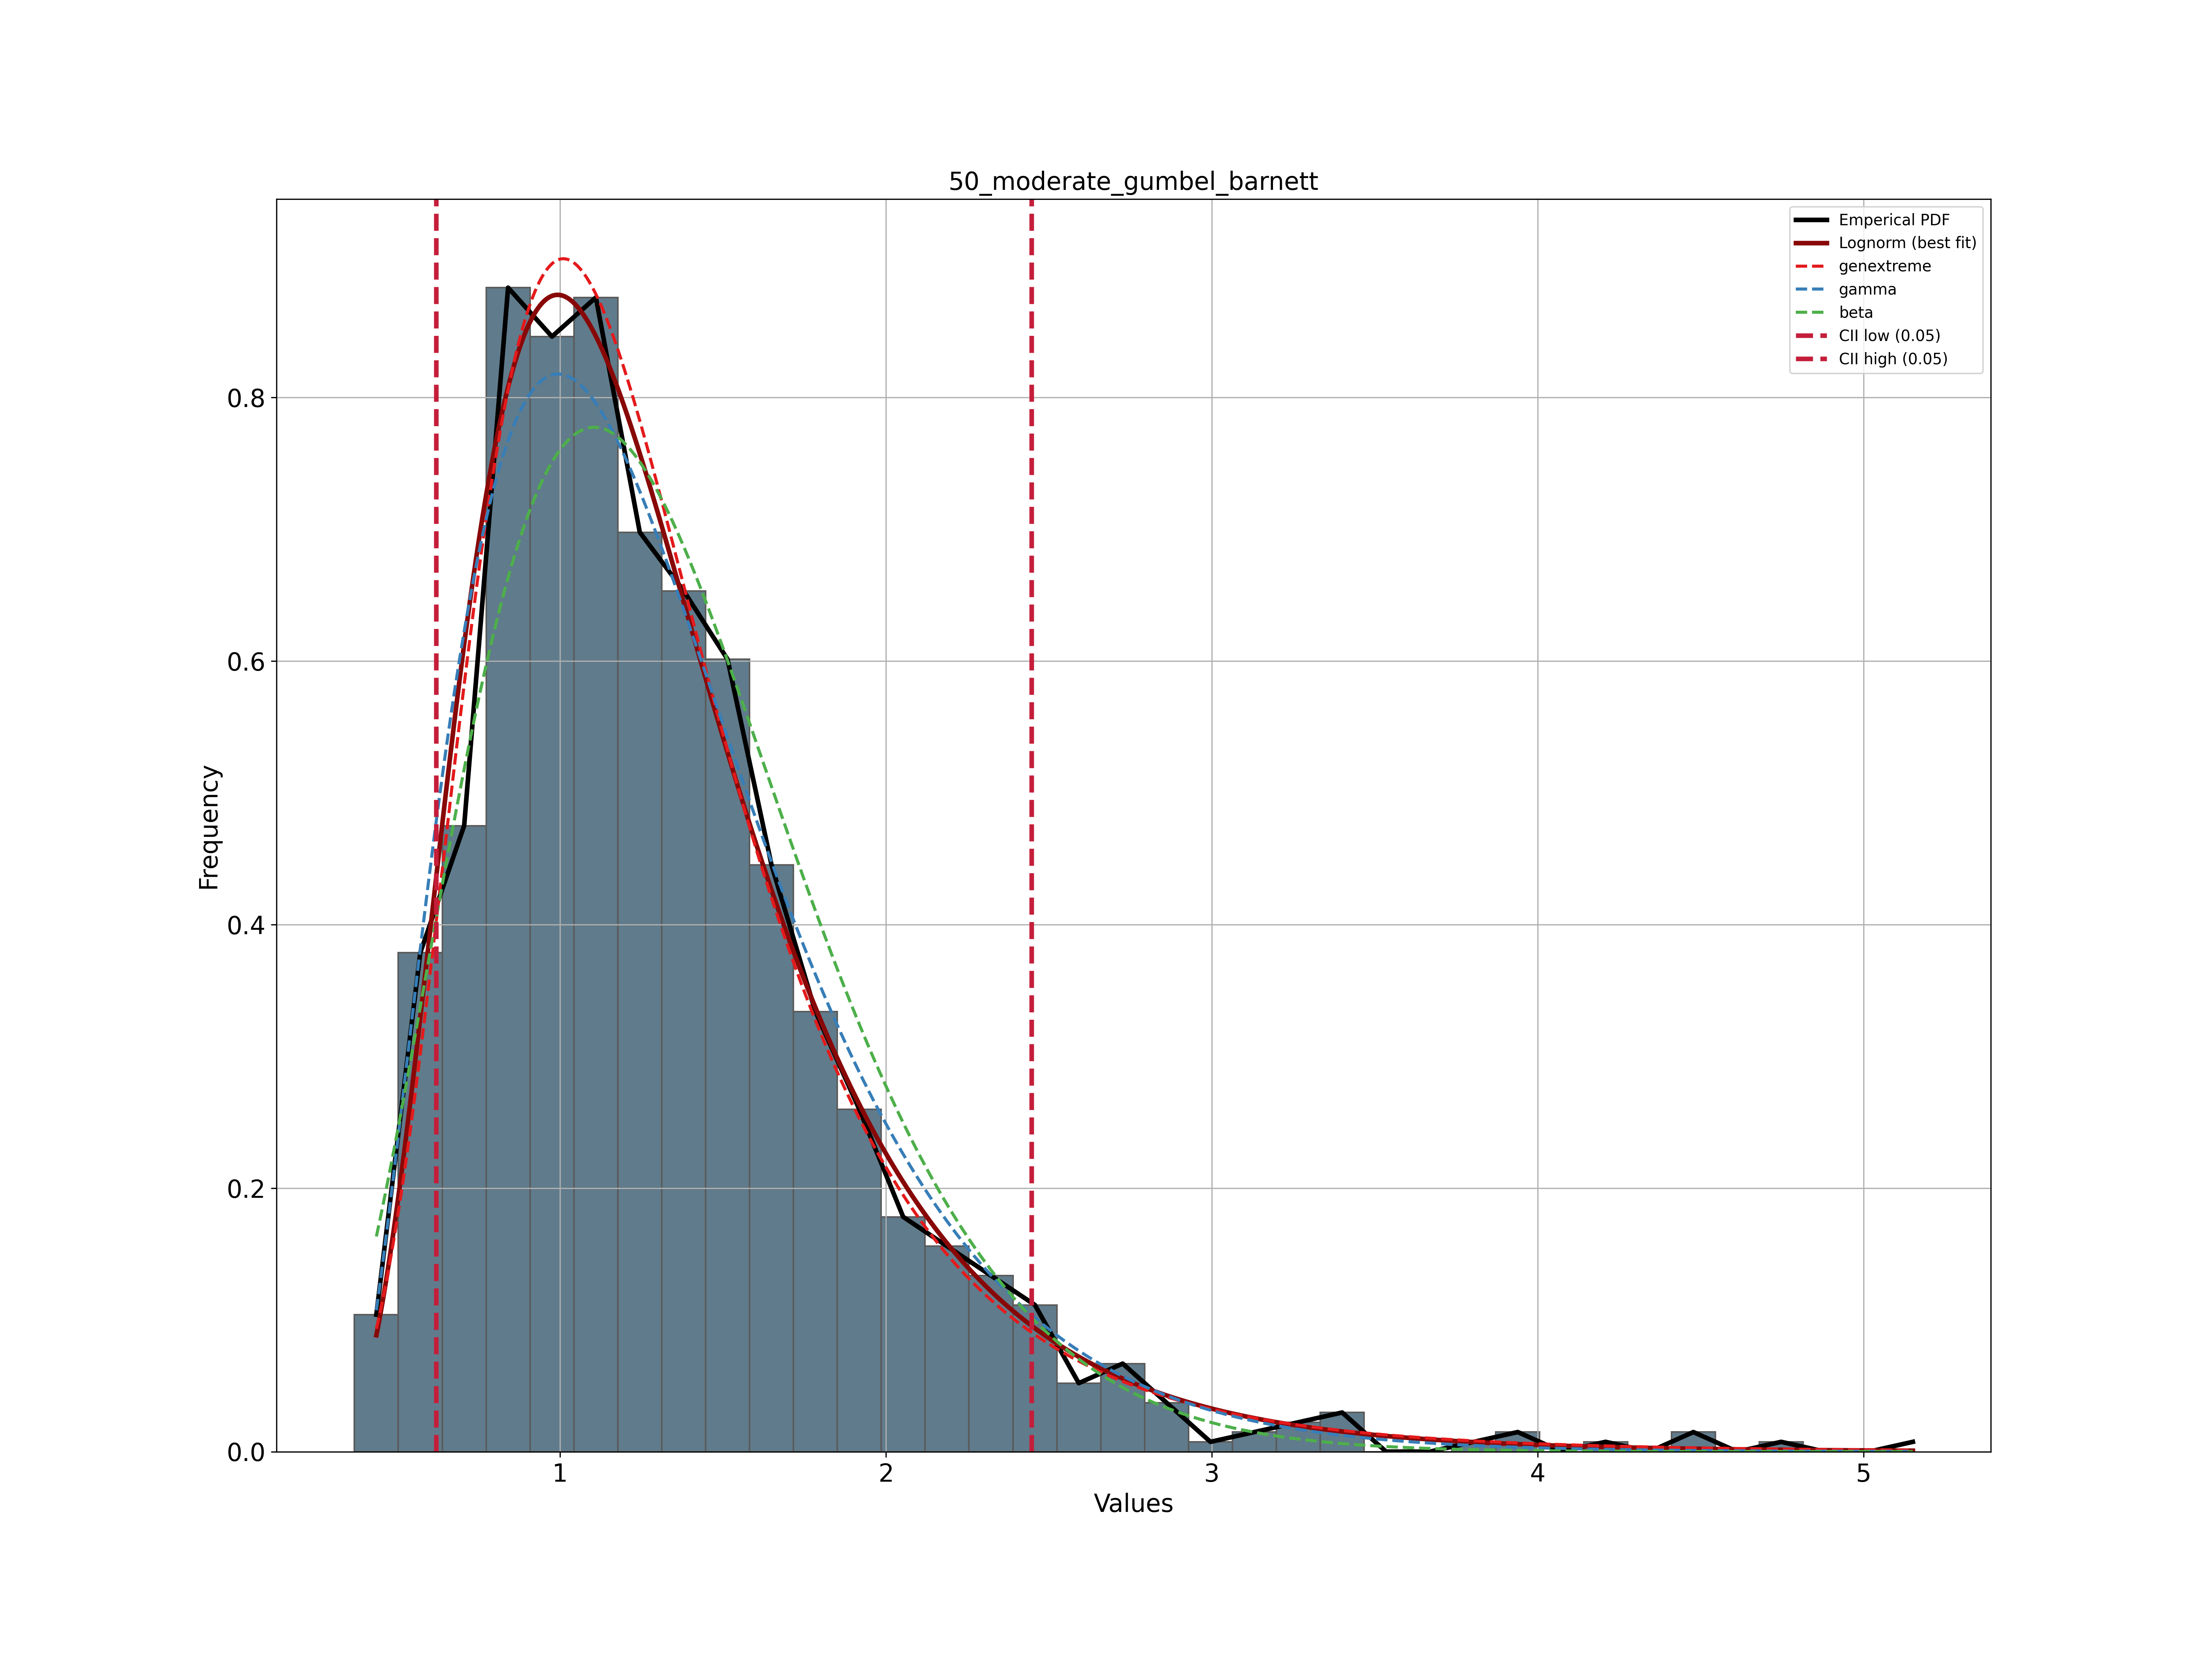 50_moderate_gumbel_barnett
Emperical PDF
Lognorm (best fit)
genextreme
gamma
beta
CII low (0.05)
CII high (0.05)
Frequency
0.8
0.6
0.4
0.2
0.0
1 2 3 4 5
Values